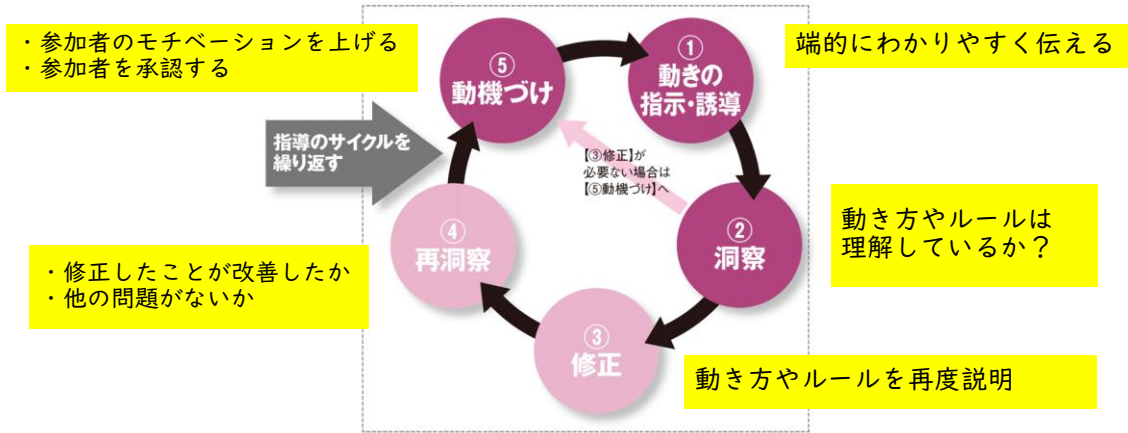 ・参加者のモチベーションを上げる
・参加者を承認する
⑤
動機づけ
①
動きの
指示・誘導
端的にわかりやすく伝える
指導のサイクルを
繰り返す
【③修正】が
必要ない場合は
【⑤動機づけ】へ
②
洞察
動き方やルールは
理解しているか？
④
再洞察
・修正したことが改善したか
・他の問題がないか
③
修正
動き方やルールを再度説明